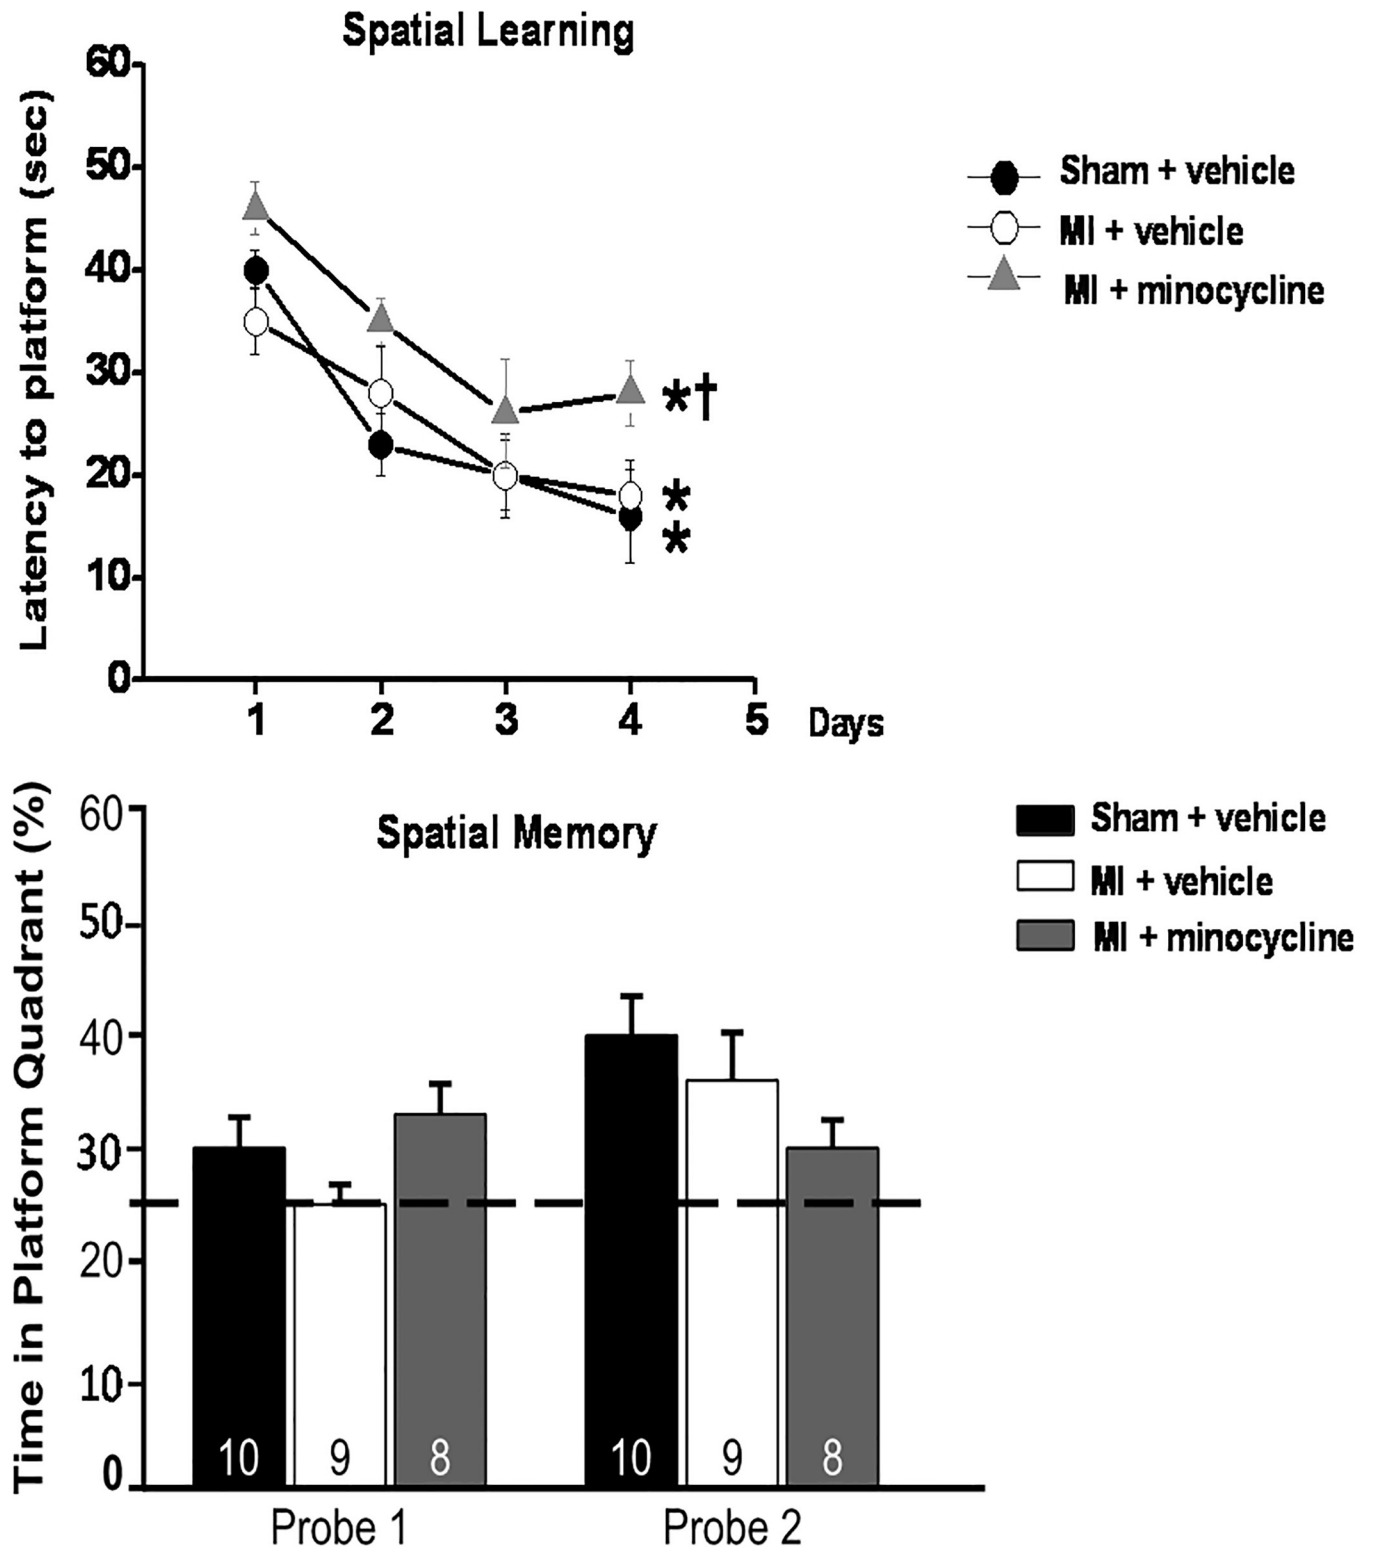 Spatial Learning
Latency to platform (sec)
60
50
40
30
20
10
0
1 2 3 4 5 Days
Sham + vehicle
MI + vehicle
MI + minocycline
*†
*
*
Spatial Memory
Time in Platform Quadrant (%)
60
50
40
30
20
10
0
10 9 8 10 9 8
Probe 1 Probe 2
Sham + vehicle
MI + vehicle
MI + minocycline